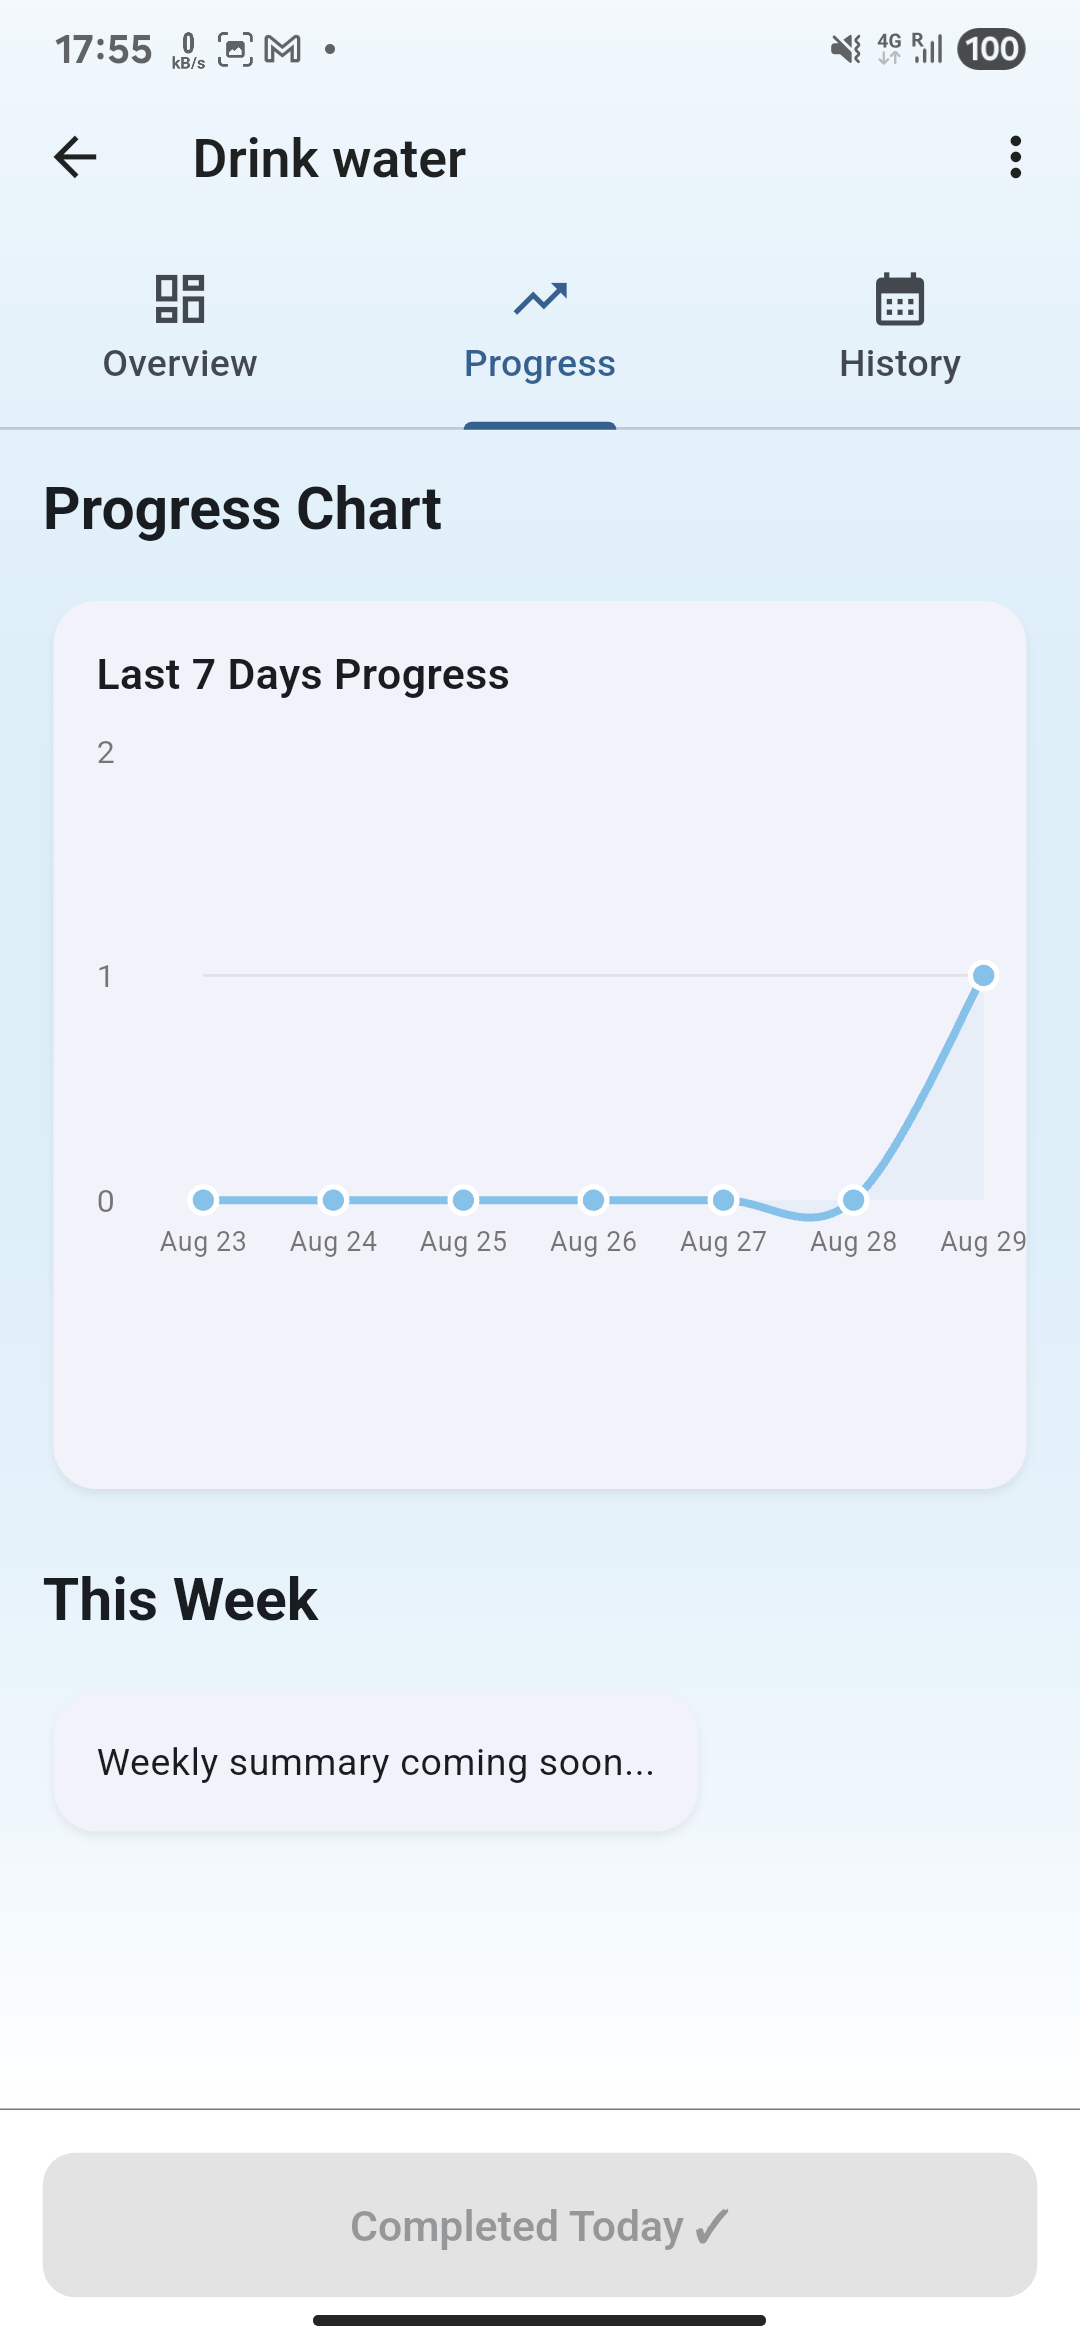 17:55 0 kB/s 4G R 100
Drink water
Overview Progress History
Progress Chart
Last 7 Days Progress
2
1
0
Aug 23 Aug 24 Aug 25 Aug 26 Aug 27 Aug 28 Aug 29
This Week
Weekly summary coming soon...
Completed Today ✓